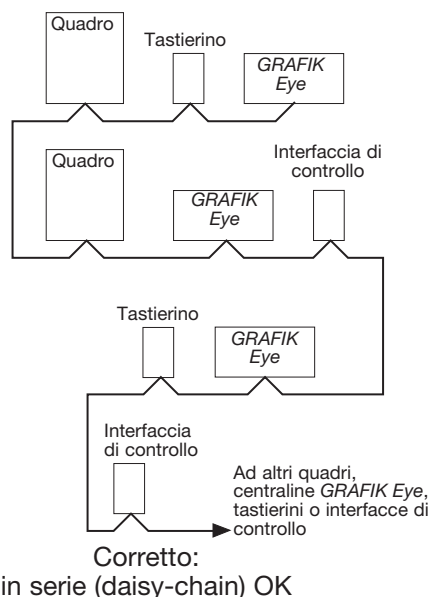 Quadro
Tastierino
GRAFIK
Eye
Quadro
GRAFIK
Eye
Interfaccia di
controllo
Tastierino
GRAFIK
Eye
Interfaccia
di controllo
Ad altri quadri,
centraline GRAFIK Eye,
tastierini o interfacce di
controllo
Corretto:
in serie (daisy-chain) OK